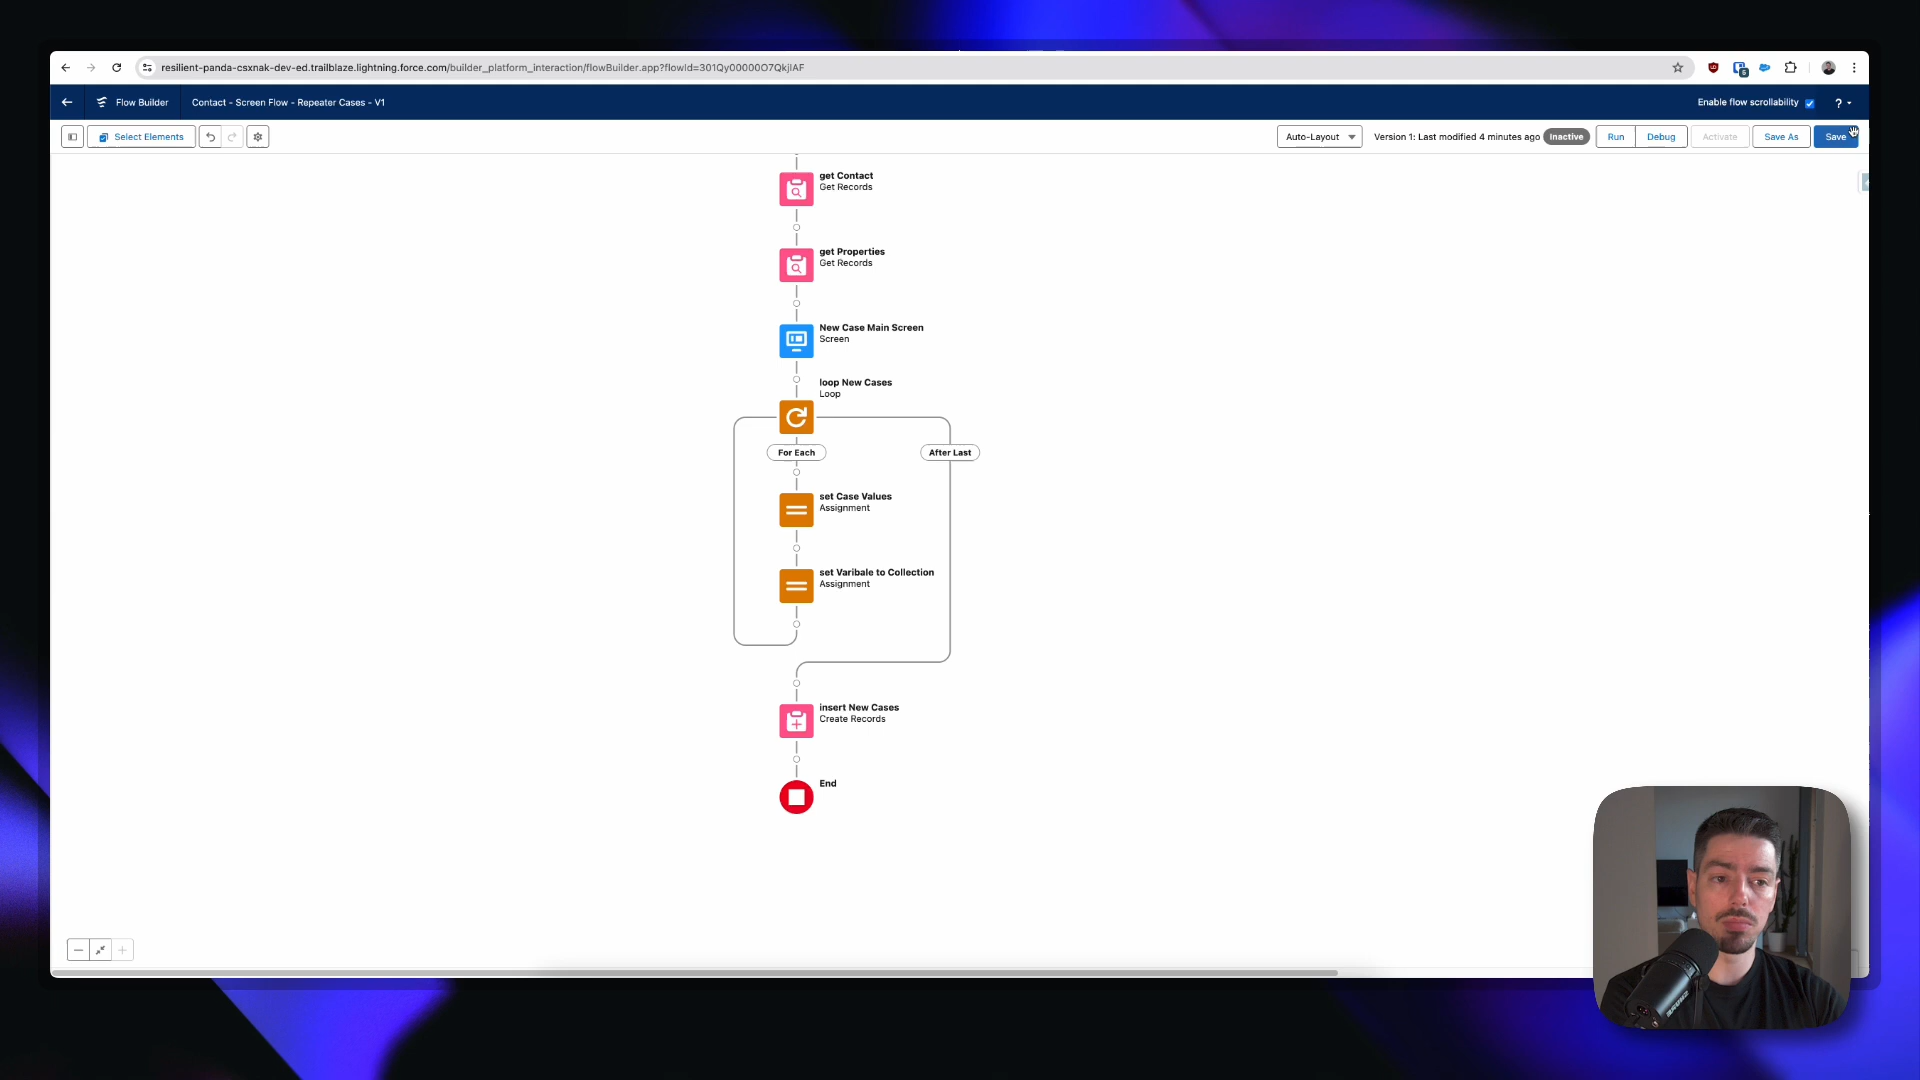 resilient-panda-csxnak-dev-ed.trailblaze.lightning.force.com/builder_platform_interaction/flowBuilder.app?flowId=301Qy00000O7QkjIAF
Flow Builder
Contact - Screen Flow - Repeater Cases - V1
Enable flow scrollability
?
Select Elements
Auto-Layout
Version 1: Last modified 4 minutes ago
Inactive
Run
Debug
Activate
Save As
Save
get Contact
Get Records
get Properties
Get Records
New Case Main Screen
Screen
loop New Cases
Loop
For Each
After Last
set Case Values
Assignment
set Varibale to Collection
Assignment
insert New Cases
Create Records
End